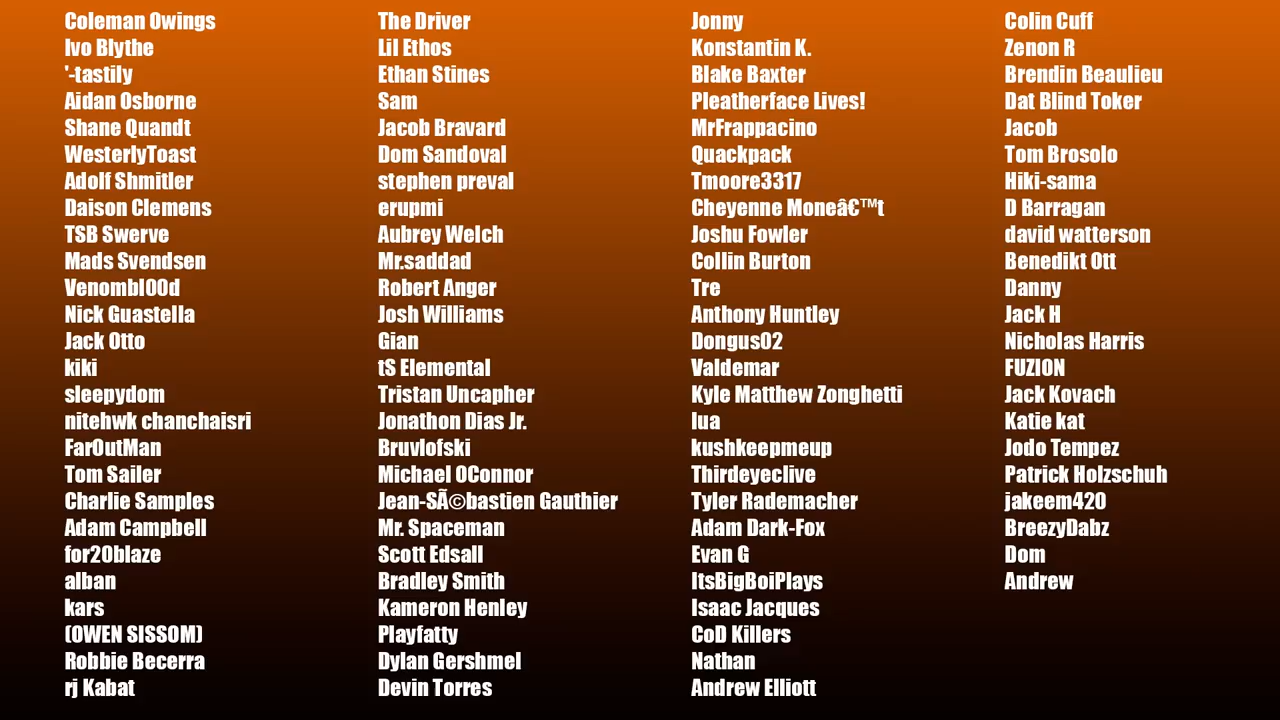 Coleman Owings
Ivo Blythe
'-tastily
Aidan Osborne
Shane Quandt
WesterlyToast
Adolf Shmitler
Daison Clemens
TSB Swerve
Mads Svendsen
Venombl00d
Nick Guastella
Jack Otto
kiki
sleepydom
nitehwk chanchaisri
FarOutMan
Tom Sailer
Charlie Samples
Adam Campbell
for20blaze
alban
kars
(OWEN SISSOM)
Robbie Becerra
rj Kabat
The Driver
Lil Ethos
Ethan Stines
Sam
Jacob Bravard
Dom Sandoval
stephen preval
erupmi
Aubrey Welch
Mr.saddad
Robert Anger
Josh Williams
Gian
tS Elemental
Tristan Uncapher
Jonathon Dias Jr.
Bruvlofski
Michael OConnor
Jean-SÃ©bastien Gauthier
Mr. Spaceman
Scott Edsall
Bradley Smith
Kameron Henley
Playfatty
Dylan Gershmel
Devin Torres
Jonny
Konstantin K.
Blake Baxter
Pleatherface Lives!
MrFrappacino
Quackpack
Tmoore3317
Cheyenne Moneâ€™t
Joshu Fowler
Collin Burton
Tre
Anthony Huntley
Dongus02
Valdemar
Kyle Matthew Zonghetti
lua
kushkeepmeup
Thirdeyeclive
Tyler Rademacher
Adam Dark-Fox
Evan G
ItsBigBoiPlays
Isaac Jacques
CoD Killers
Nathan
Andrew Elliott
Colin Cuff
Zenon R
Brendin Beaulieu
Dat Blind Toker
Jacob
Tom Brosolo
Hiki-sama
D Barragan
david watterson
Benedikt Ott
Danny
Jack H
Nicholas Harris
FUZION
Jack Kovach
Katie kat
Jodo Tempez
Patrick Holzschuh
jakeem420
BreezyDabz
Dom
Andrew